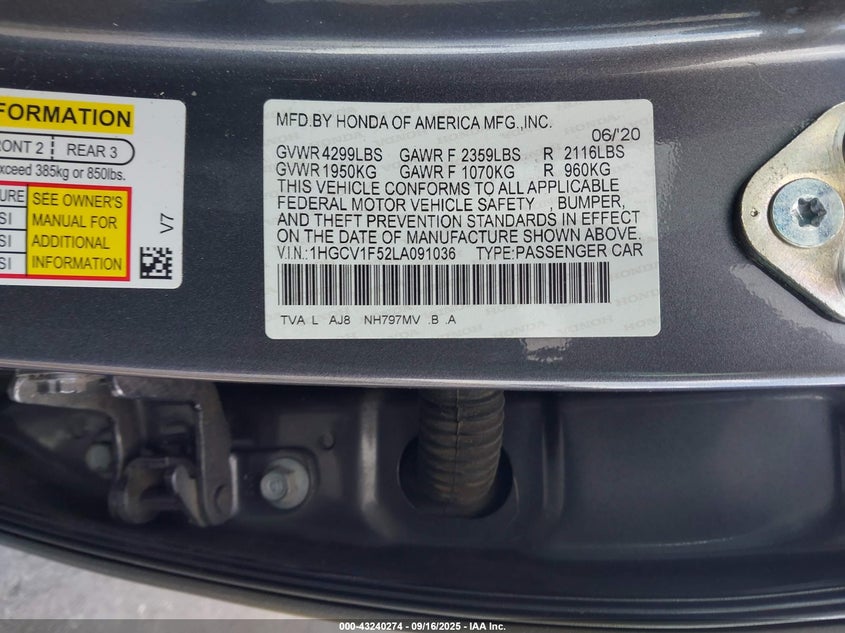 FORMATION
RONT 2 REAR 3
xceed 385kg or 850lbs.
URE SEE OWNER'S
SI MANUAL FOR
SI ADDITIONAL
SI INFORMATION
V7
MFD.BY HONDA OF AMERICA MFG.,INC.
06/'20
GVWR 4299LBS GAWR F 2359LBS R 2116LBS
GVWR 1950KG GAWR F 1070KG R 960KG
THIS VEHICLE CONFORMS TO ALL APPLICABLE
FEDERAL MOTOR VEHICLE SAFETY , BUMPER,
AND THEFT PREVENTION STANDARDS IN EFFECT
ON THE DATE OF MANUFACTURE SHOWN ABOVE.
V.I.N.:1HGCV1F52LA091036 TYPE:PASSENGER CAR
TVA L AJ8 NH797MV .B .A
000-43240274 - 09/16/2025 - IAA Inc.